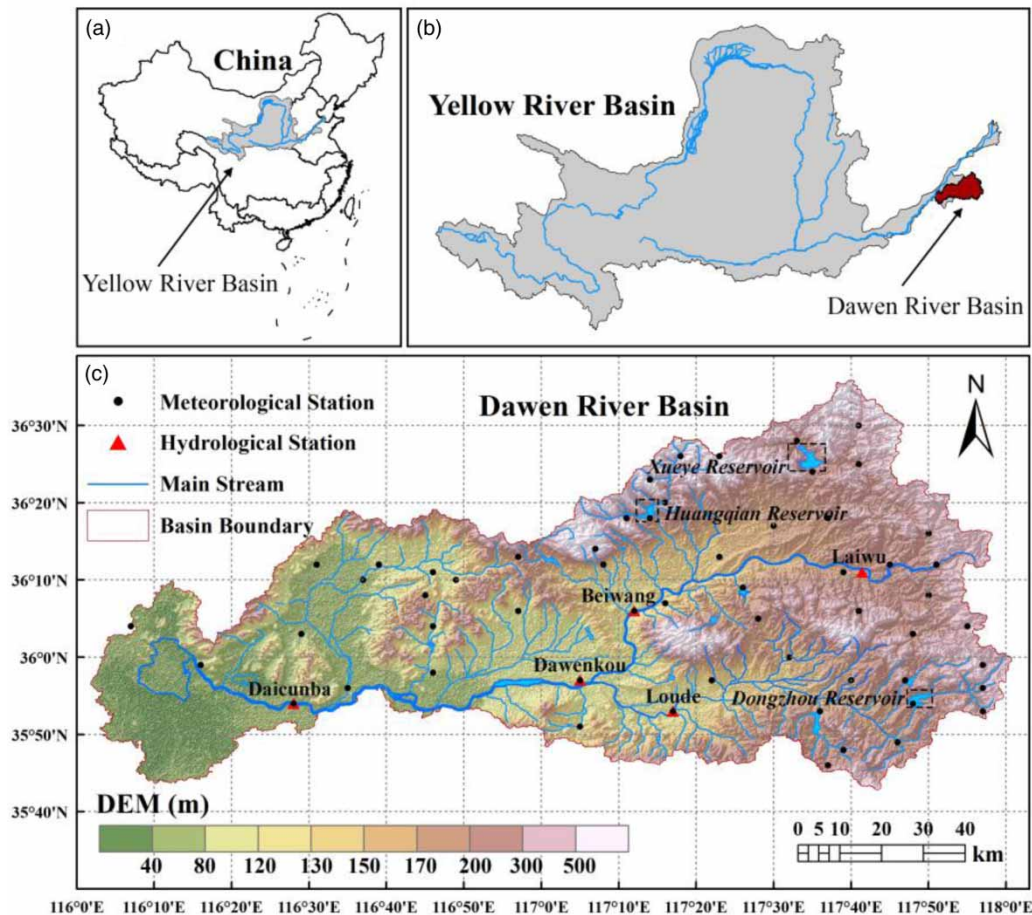 (a)
China
Yellow River Basin
(b)
Yellow River Basin
Dawen River Basin
(c)
Meteorological Station
Hydrological Station
Main Stream
Basin Boundary
Dawen River Basin
N
Xueye Reservoir
Huangqian Reservoir
Laiwu
Beiwang
Dawenkou
Daicunba
Loude
Dongzhou Reservoir
36°30'N
36°20'N
36°10'N
36°0'N
35°50'N
35°40'N
DEM (m)
40 80 120 130 150 170 200 300 500
0 5 10 20 30 40
km
116°0'E 116°10'E 116°20'E 116°30'E 116°40'E 116°50'E 117°0'E 117°10'E 117°20'E 117°30'E 117°40'E 117°50'E 118°0'E